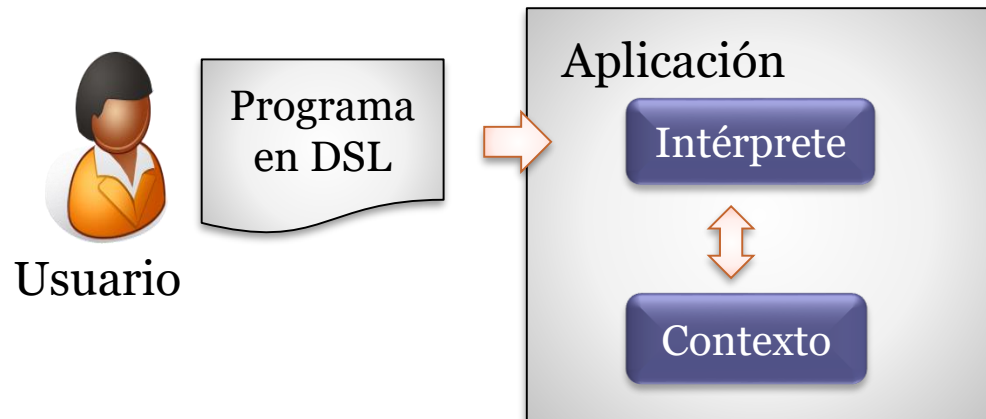 Usuario
Programa
en DSL
Aplicación
Intérprete
Contexto